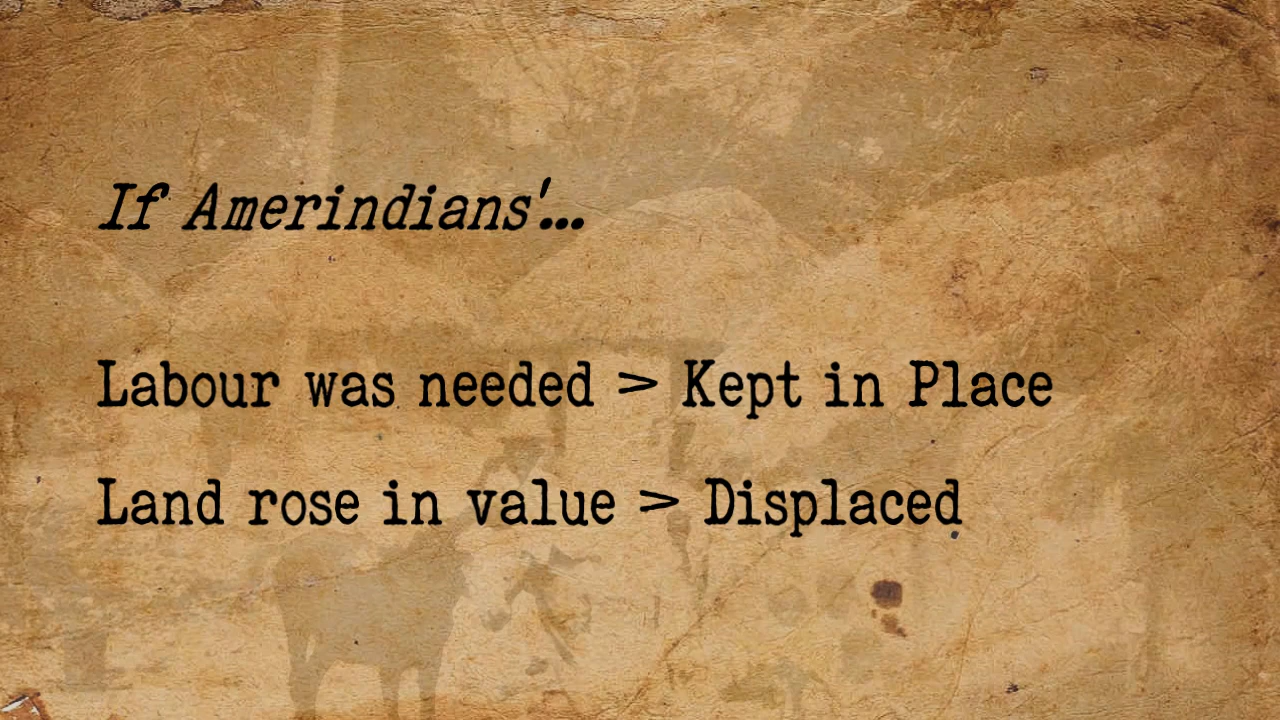 If Amerindians'...
Labour was needed > Kept in Place
Land rose in value > Displaced